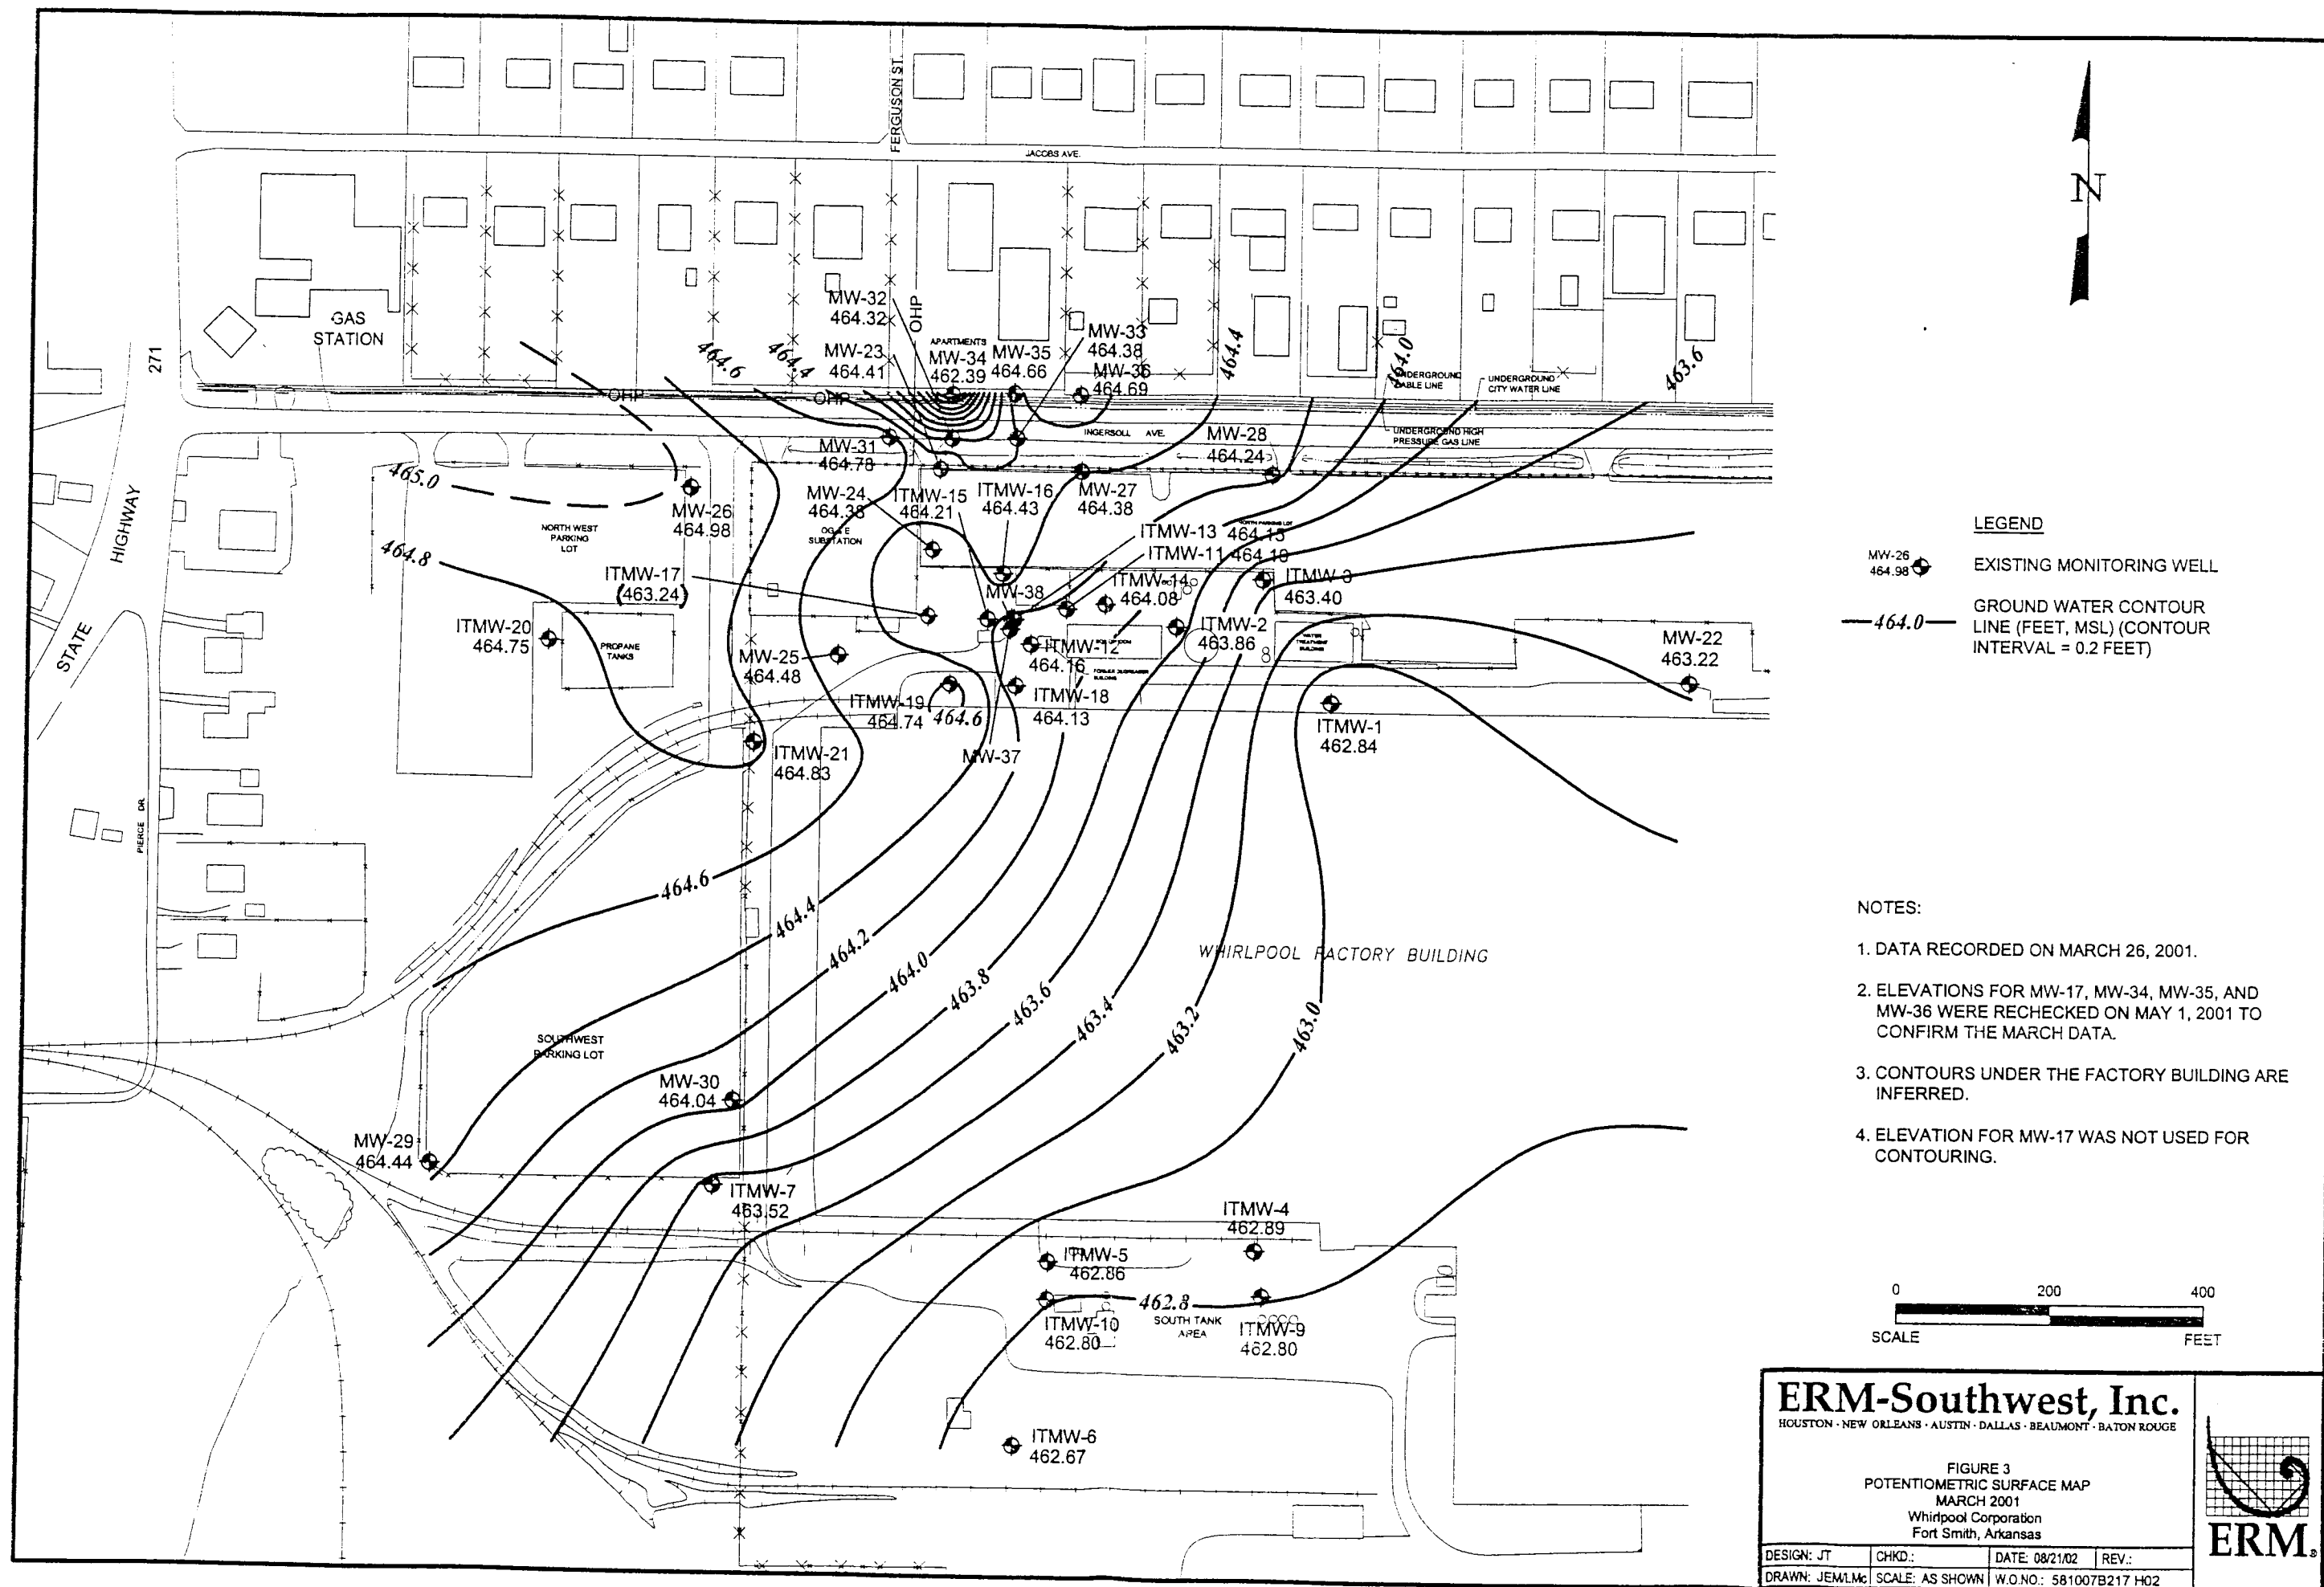 FERGUSON ST.
JACOBS AVE.
GAS
STATION
271
STATE
HIGHWAY
PIERCE DR.
OHP
OHP
OHP
MW-32
464.32
MW-23
464.41
APARTMENTS
MW-34
462.39
MW-35
464.66
MW-33
464.38
MW-36
464.69
464.6
464.4
464.4
464.0
463.6
UNDERGROUND
CABLE LINE
UNDERGROUND
CITY WATER LINE
UNDERGROUND HIGH
PRESSURE GAS LINE
INGERSOLL AVE.
MW-31
464.78
MW-28
464.24
465.0
MW-26
464.98
NORTH WEST
PARKING
LOT
MW-24
464.38
OG & E
SUBSTATION
ITMW-15
464.21
ITMW-16
464.43
MW-27
464.38
NORTH PARKING LOT
ITMW-13 464.15
ITMW-11 464.18
464.8
ITMW-17
(463.24)
MW-38
ITMW-14
464.08
ITMW-3
463.40
ITMW-20
464.75
PROPANE
TANKS
MW-25
464.48
ITMW-12
464.16
ITMW-2
463.86
WATER
TREATMENT
BUILDING
FORMER DEGREASER
BUILDING
MW-22
463.22
ITMW-19
464.74
464.6
ITMW-18
464.13
ITMW-1
462.84
ITMW-21
464.83
MW-37
464.6
464.4
464.2
464.0
463.8
463.6
463.4
463.2
463.0
WHIRLPOOL FACTORY BUILDING
SOUTHWEST
PARKING LOT
MW-30
464.04
MW-29
464.44
ITMW-7
463.52
ITMW-4
462.89
ITMW-5
462.86
462.8
ITMW-10
462.80
SOUTH TANK
AREA
ITMW-9
462.80
ITMW-6
462.67
N
LEGEND
MW-26
464.98
EXISTING MONITORING WELL
464.0
GROUND WATER CONTOUR
LINE (FEET, MSL) (CONTOUR
INTERVAL = 0.2 FEET)
NOTES:
1. DATA RECORDED ON MARCH 26, 2001.
2. ELEVATIONS FOR MW-17, MW-34, MW-35, AND
MW-36 WERE RECHECKED ON MAY 1, 2001 TO
CONFIRM THE MARCH DATA.
3. CONTOURS UNDER THE FACTORY BUILDING ARE
INFERRED.
4. ELEVATION FOR MW-17 WAS NOT USED FOR
CONTOURING.
0 200 400
SCALE FEET
ERM-Southwest, Inc.
HOUSTON · NEW ORLEANS · AUSTIN · DALLAS · BEAUMONT · BATON ROUGE
FIGURE 3
POTENTIOMETRIC SURFACE MAP
MARCH 2001
Whirlpool Corporation
Fort Smith, Arkansas
ERM®
DESIGN: JT CHKD.: DATE: 08/21/02 REV.:
DRAWN: JEM/LMc SCALE: AS SHOWN W.O.NO.: 581007B217 H02